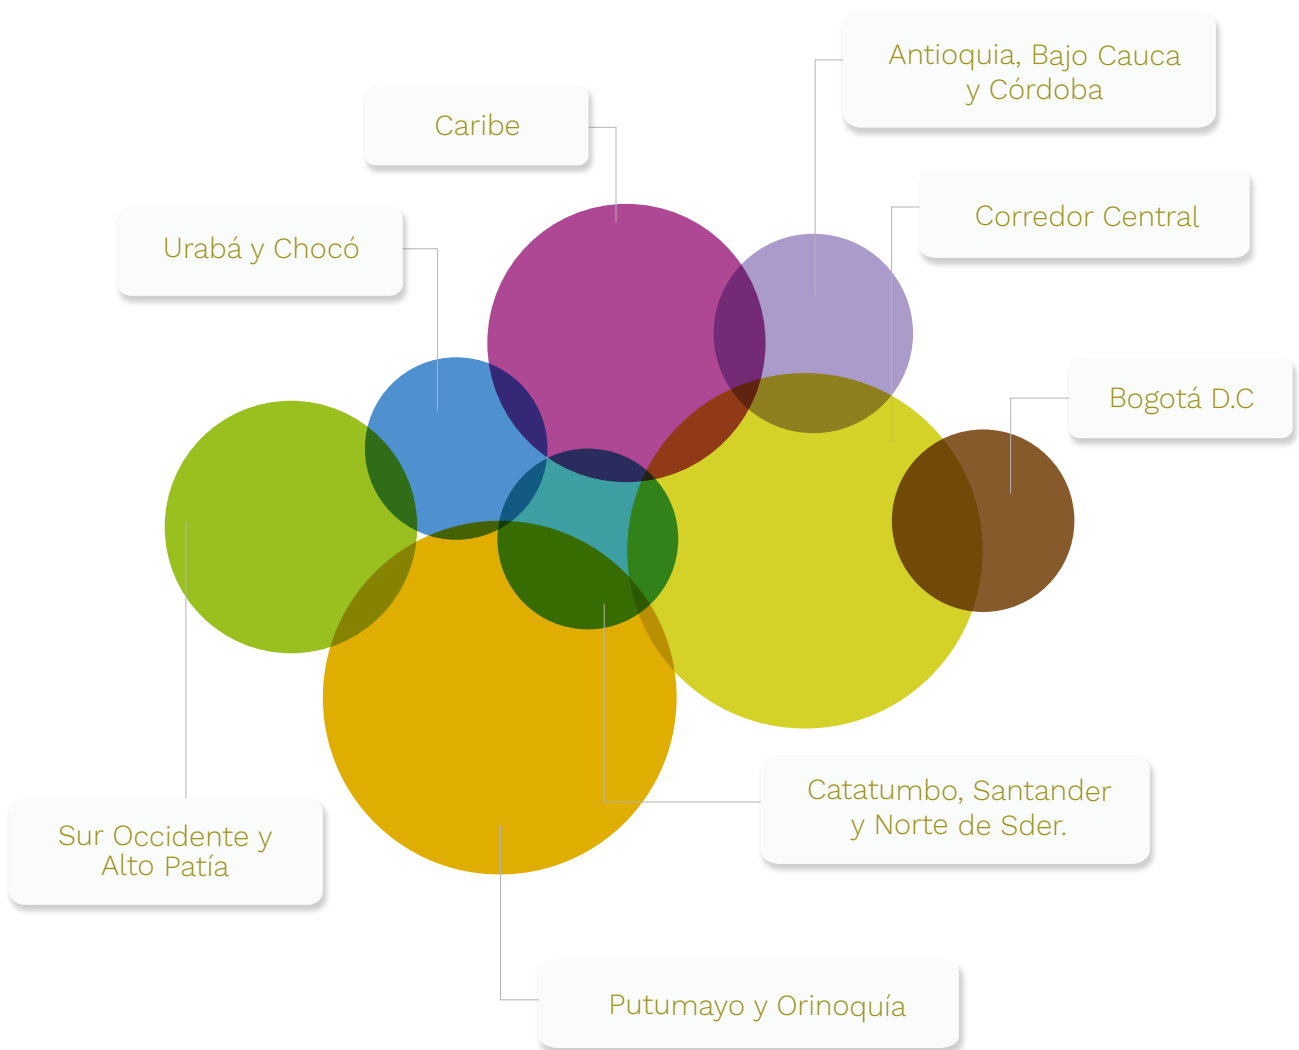 Antioquia, Bajo Cauca
y Córdoba
Caribe
Corredor Central
Urabá y Chocó
Bogotá D.C
Catatumbo, Santander
y Norte de Sder.
Sur Occidente y
Alto Patía
Putumayo y Orinoquía